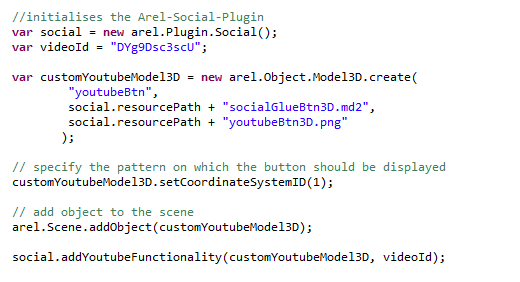 //initialises the Arel-Social-Plugin
var social = new arel.Plugin.Social();
var videoId = "DYg9Dsc3scU";
var customYoutubeModel3D = new arel.Object.Model3D.create(
"youtubeBtn",
social.resourcePath + "socialGlueBtn3D.md2",
social.resourcePath + "youtubeBtn3D.png"
);
// specify the pattern on which the button should be displayed
customYoutubeModel3D.setCoordinateSystemID(1);
// add object to the scene
arel.Scene.addObject(customYoutubeModel3D);
social.addYoutubeFunctionality(customYoutubeModel3D, videoId);